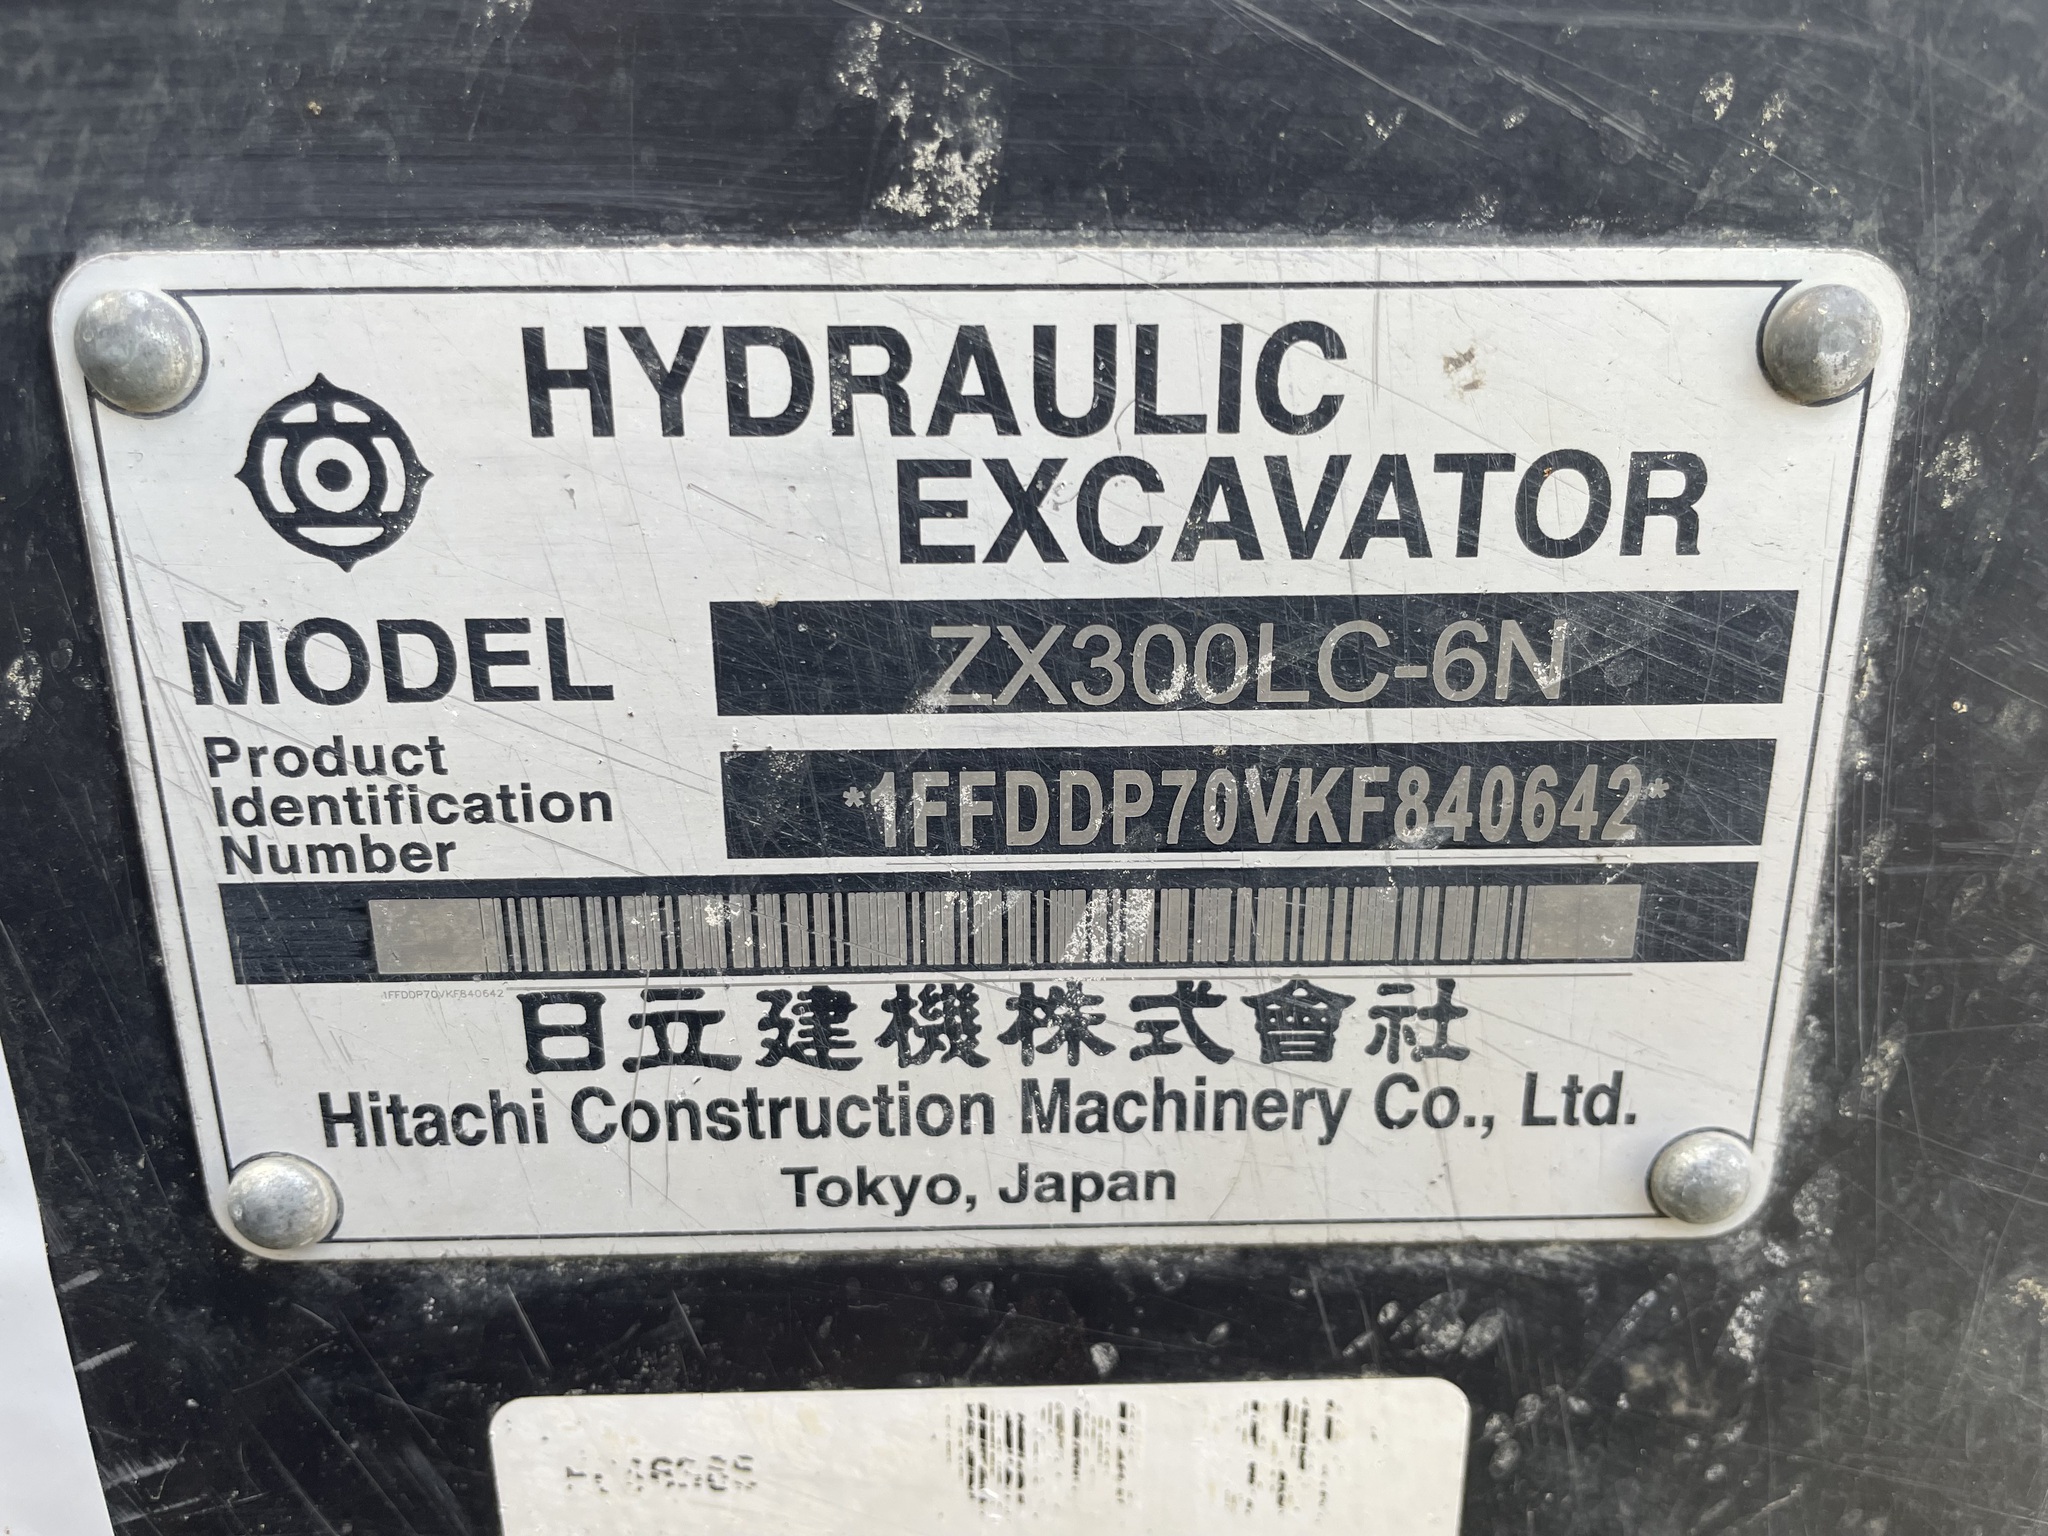 HYDRAULIC
EXCAVATOR
MODEL ZX300LC-6N
Product
Identification
Number
*1FFDDP70VKF840642*
1FFDDP70VKF840642
日立建機株式會社
Hitachi Construction Machinery Co., Ltd.
Tokyo, Japan